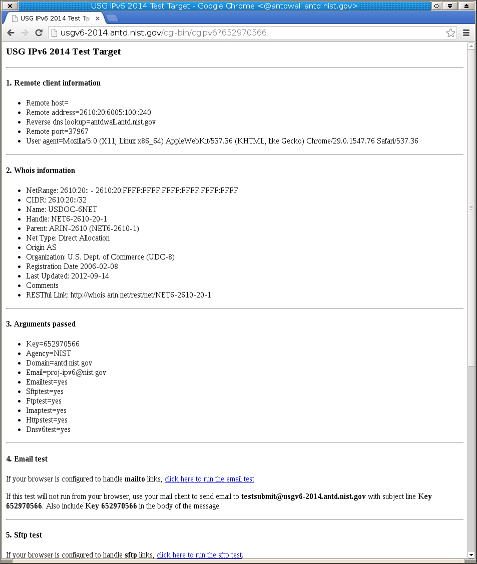 USG IPv6 2014 Test Target - Google Chrome <@antdwall.antd.nist.gov>
USG IPv6 2014 Test Ta
usgv6-2014.antd.nist.gov/cgi-bin/cgipv6?652970566
USG IPv6 2014 Test Target
1. Remote client information
Remote host=
Remote address=2610:20:6005:100::240
Reverse dns lookup=antdwall.antd.nist.gov
Remote port=37967
User agent=Mozilla/5.0 (X11; Linux x86_64) AppleWebKit/537.36 (KHTML, like Gecko) Chrome/29.0.1547.76 Safari/537.36
2. Whois information
NetRange: 2610:20:: - 2610:20:FFFF:FFFF:FFFF:FFFF:FFFF:FFFF
CIDR: 2610:20::/32
Name: USDOC-6NET
Handle: NET6-2610-20-1
Parent: ARIN-2610 (NET6-2610-1)
Net Type: Direct Allocation
Origin AS
Organization: U.S. Dept. of Commerce (UDC-8)
Registration Date 2006-02-08
Last Updated: 2012-09-14
Comments
RESTful Link: http://whois.arin.net/rest/net/NET6-2610-20-1
3. Arguments passed
Key=652970566
Agency=NIST
Domain=antd.nist.gov
Email=proj-ipv6@nist.gov
Emailtest=yes
Sftptest=yes
Ftptest=yes
Imaptest=yes
Httpstest=yes
Dnsv6test=yes
4. Email test
If your browser is configured to handle mailto links, click here to run the email test
If this test will not run from your browser, use your mail client to send email to testsubmit@usgv6-2014.antd.nist.gov with subject line Key
652970566. Also include Key 652970566 in the body of the message.
5. Sftp test
If your browser is configured to handle sftp links, click here to run the sftp test.